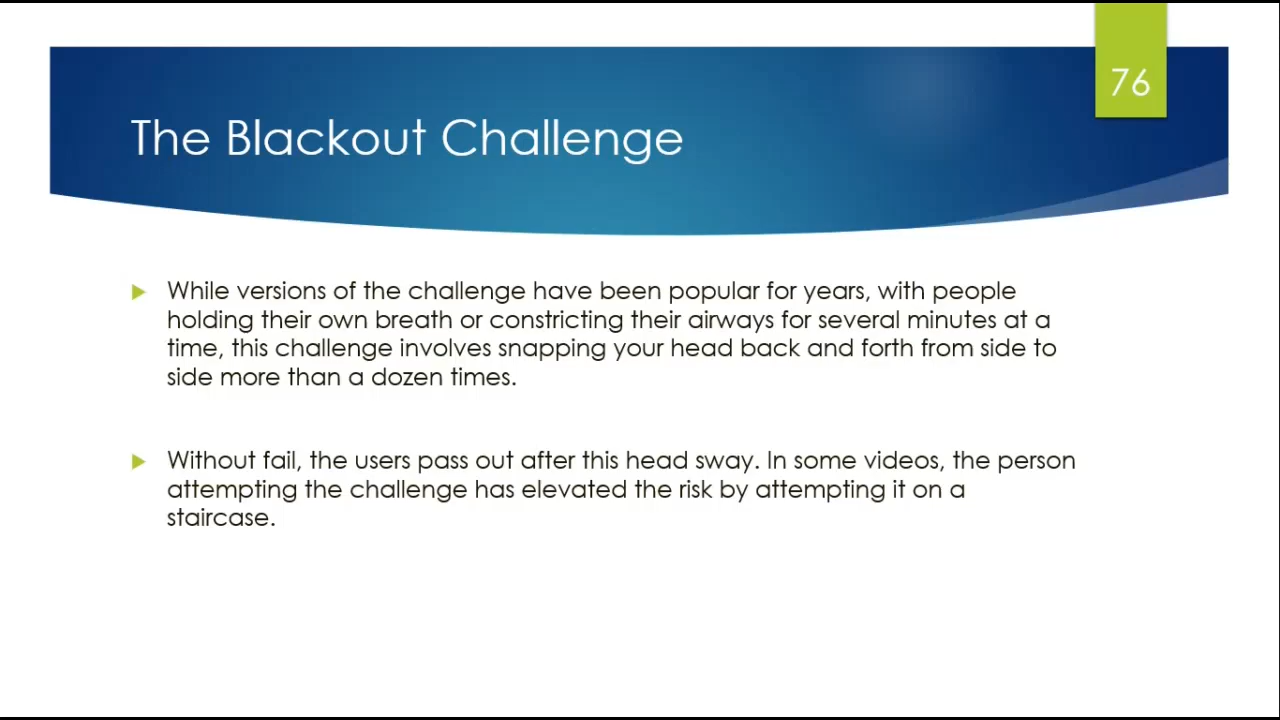 76
The Blackout Challenge
While versions of the challenge have been popular for years, with people
holding their own breath or constricting their airways for several minutes at a
time, this challenge involves snapping your head back and forth from side to
side more than a dozen times.
Without fail, the users pass out after this head sway. In some videos, the person
attempting the challenge has elevated the risk by attempting it on a
staircase.